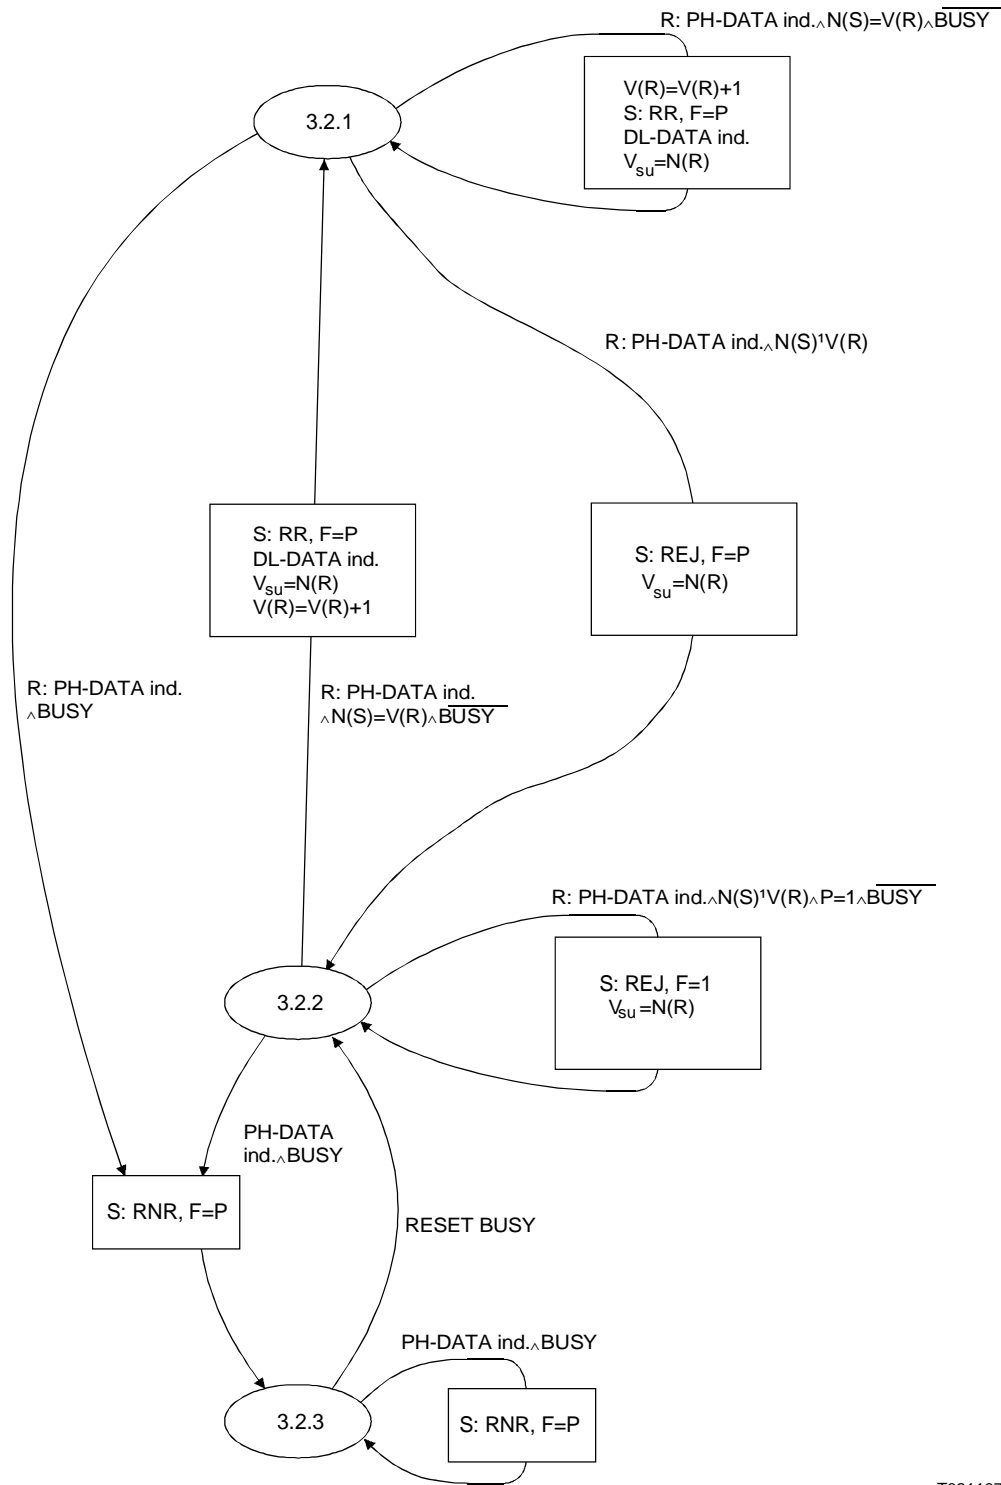 R: PH-DATA ind.∧N(S)=V(R)∧BUSY
V(R)=V(R)+1
S: RR, F=P
DL-DATA ind.
Vsu=N(R)
3.2.1
R: PH-DATA ind.∧N(S)¹V(R)
S: RR, F=P
DL-DATA ind.
Vsu=N(R)
V(R)=V(R)+1
S: REJ, F=P
Vsu=N(R)
R: PH-DATA ind.
∧BUSY
R: PH-DATA ind.
∧N(S)=V(R)∧BUSY
R: PH-DATA ind.∧N(S)¹V(R)∧P=1∧BUSY
S: REJ, F=1
Vsu=N(R)
3.2.2
PH-DATA
ind.∧BUSY
S: RNR, F=P
RESET BUSY
PH-DATA ind.∧BUSY
3.2.3
S: RNR, F=P